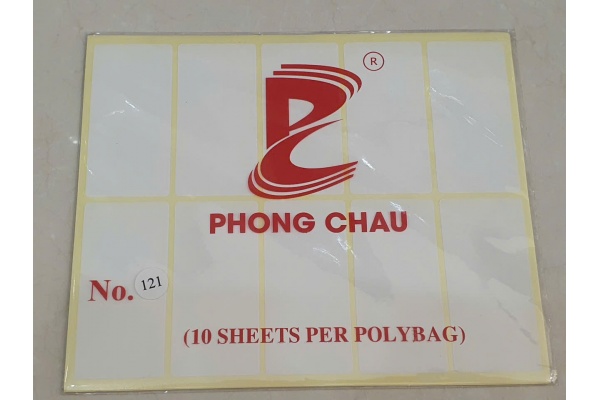 ®
PHONG CHAU
No. 121
(10 SHEETS PER POLYBAG)